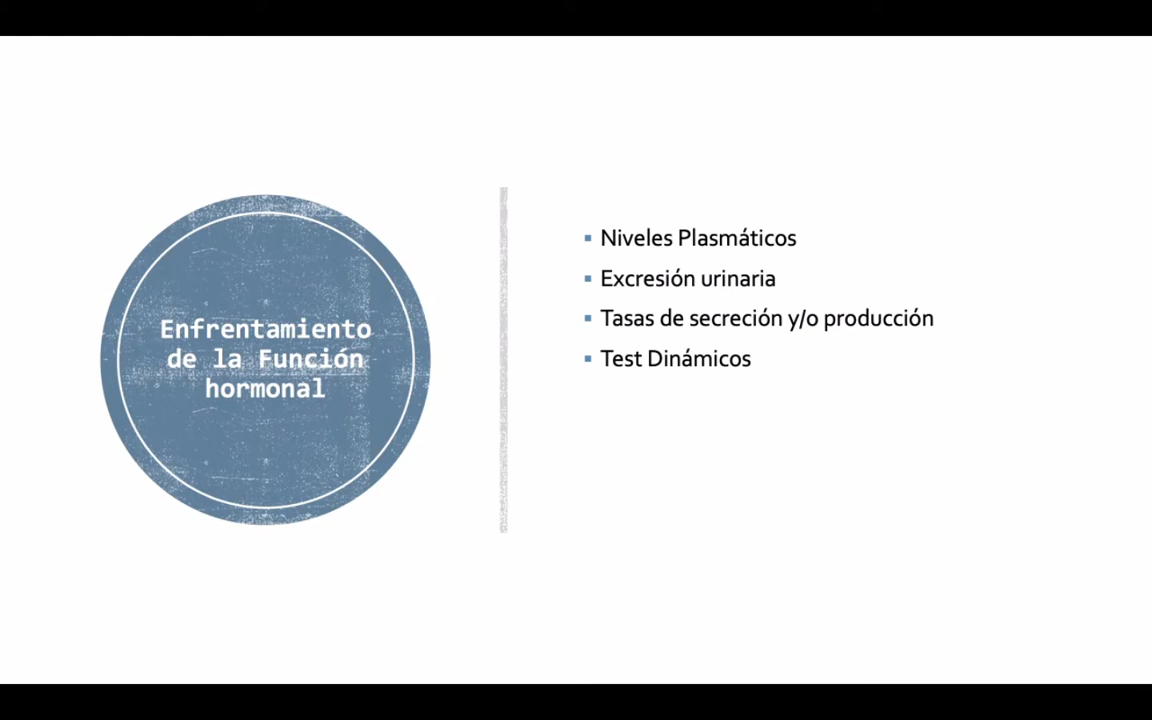 Enfrentamiento
de la Función
hormonal
▪ Niveles Plasmáticos
▪ Excresión urinaria
▪ Tasas de secreción y/o producción
▪ Test Dinámicos